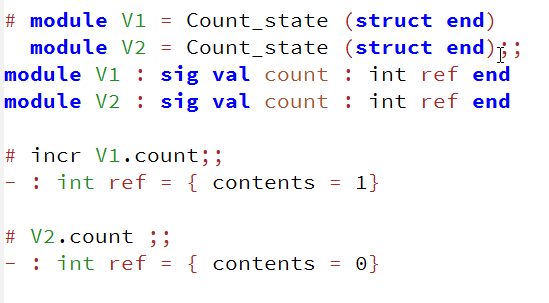 # module V1 = Count_state (struct end)
  module V2 = Count_state (struct end);;
module V1 : sig val count : int ref end
module V2 : sig val count : int ref end
# incr V1.count;;
- : int ref = { contents = 1}
# V2.count ;;
- : int ref = { contents = 0}